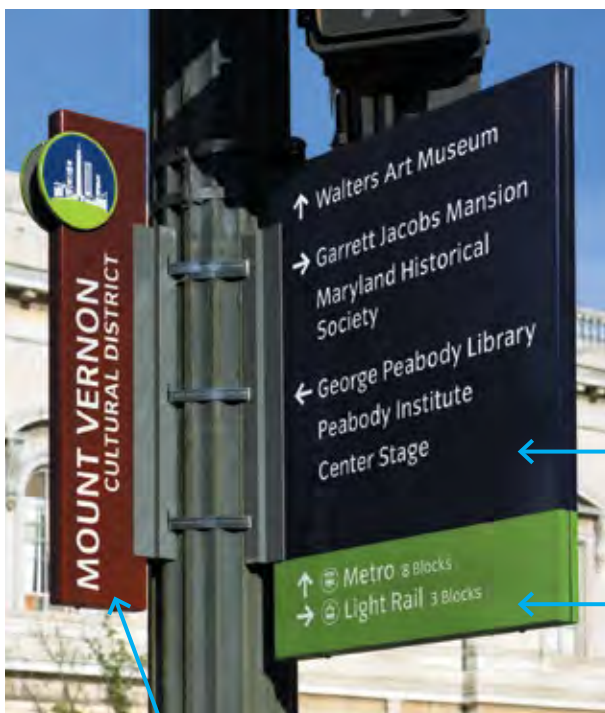 MOUNT VERNON
CULTURAL DISTRICT
↑ Walters Art Museum
→ Garrett Jacobs Mansion
Maryland Historical
Society
← George Peabody Library
Peabody Institute
Center Stage
↑ Metro 8 Blocks
→ Light Rail 3 Blocks